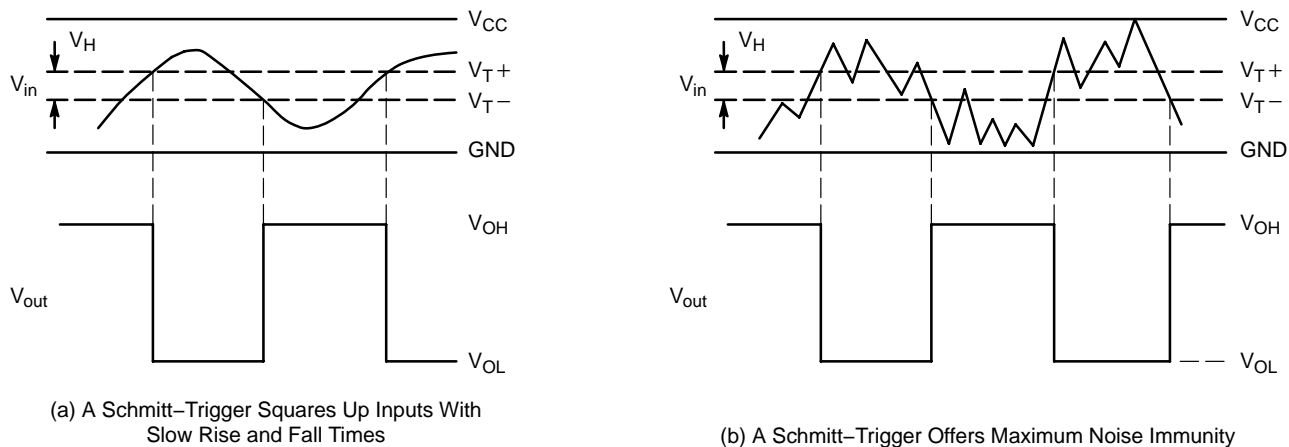 V_CC
V_H
V_T+
V_in
V_T−
GND
V_OH
V_out
V_OL
(a) A Schmitt−Trigger Squares Up Inputs With
Slow Rise and Fall Times
V_CC
V_H
V_T+
V_in
V_T−
GND
V_OH
V_out
V_OL
(b) A Schmitt−Trigger Offers Maximum Noise Immunity